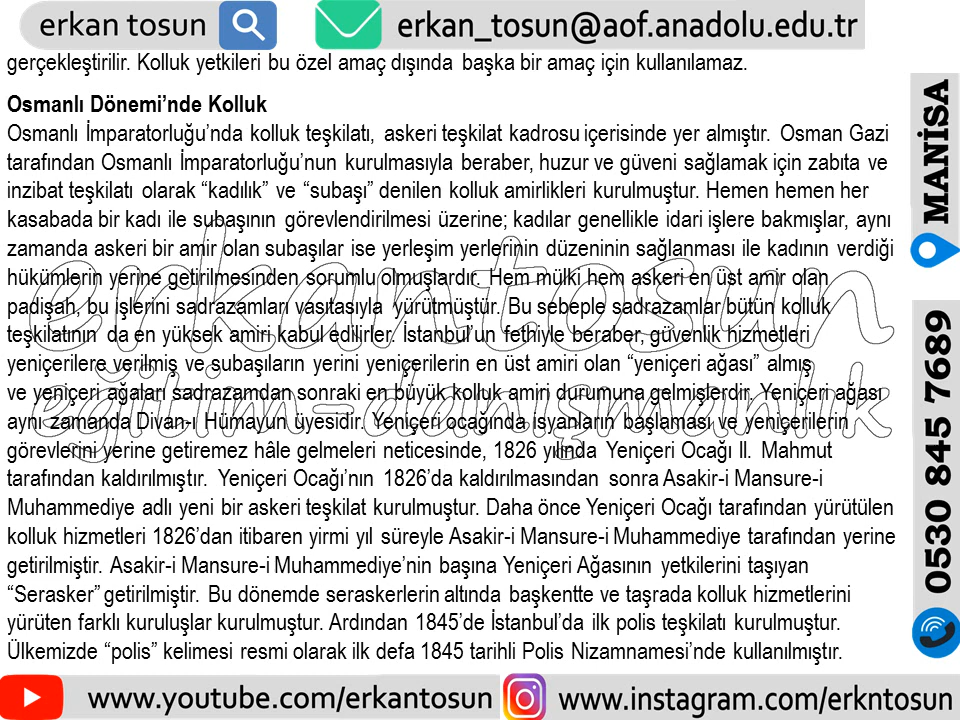 erkan tosun
erkan_tosun@aof.anadolu.edu.tr
gerçekleştirilir. Kolluk yetkileri bu özel amaç dışında başka bir amaç için kullanılamaz.
Osmanlı Dönemi’nde Kolluk
Osmanlı İmparatorluğu’nda kolluk teşkilatı, askeri teşkilat kadrosu içerisinde yer almıştır. Osman Gazi
tarafından Osmanlı İmparatorluğu’nun kurulmasıyla beraber, huzur ve güveni sağlamak için zabıta ve
inzibat teşkilatı olarak “kadılık” ve “subaşı” denilen kolluk amirlikleri kurulmuştur. Hemen hemen her
kasabada bir kadı ile subaşının görevlendirilmesi üzerine; kadılar genellikle idari işlere bakmışlar, aynı
zamanda askeri bir amir olan subaşılar ise yerleşim yerlerinin düzeninin sağlanması ile kadının verdiği
hükümlerin yerine getirilmesinden sorumlu olmuşlardır. Hem mülki hem askeri en üst amir olan
padişah, bu işlerini sadrazamları vasıtasıyla yürütmüştür. Bu sebeple sadrazamlar bütün kolluk
teşkilatının da en yüksek amiri kabul edilirler. İstanbul’un fethiyle beraber, güvenlik hizmetleri
yeniçerilere verilmiş ve subaşıların yerini yeniçerilerin en üst amiri olan “yeniçeri ağası” almış
ve yeniçeri ağaları sadrazamdan sonraki en büyük kolluk amiri durumuna gelmişlerdir. Yeniçeri ağası
aynı zamanda Divan-ı Hümayun üyesidir. Yeniçeri ocağında isyanların başlaması ve yeniçerilerin
görevlerini yerine getiremez hâle gelmeleri neticesinde, 1826 yılında Yeniçeri Ocağı II. Mahmut
tarafından kaldırılmıştır. Yeniçeri Ocağı’nın 1826’da kaldırılmasından sonra Asakir-i Mansure-i
Muhammediye adlı yeni bir askeri teşkilat kurulmuştur. Daha önce Yeniçeri Ocağı tarafından yürütülen
kolluk hizmetleri 1826’dan itibaren yirmi yıl süreyle Asakir-i Mansure-i Muhammediye tarafından yerine
getirilmiştir. Asakir-i Mansure-i Muhammediye’nin başına Yeniçeri Ağasının yetkilerini taşıyan
“Serasker” getirilmiştir. Bu dönemde seraskerlerin altında başkentte ve taşrada kolluk hizmetlerini
yürüten farklı kuruluşlar kurulmuştur. Ardından 1845’de İstanbul’da ilk polis teşkilatı kurulmuştur.
Ülkemizde “polis” kelimesi resmi olarak ilk defa 1845 tarihli Polis Nizamnamesi’nde kullanılmıştır.
erkantosun
eğitim-danışmanlık
MANİSA
0530 845 7689
www.youtube.com/erkantosun
www.instagram.com/erkntosun